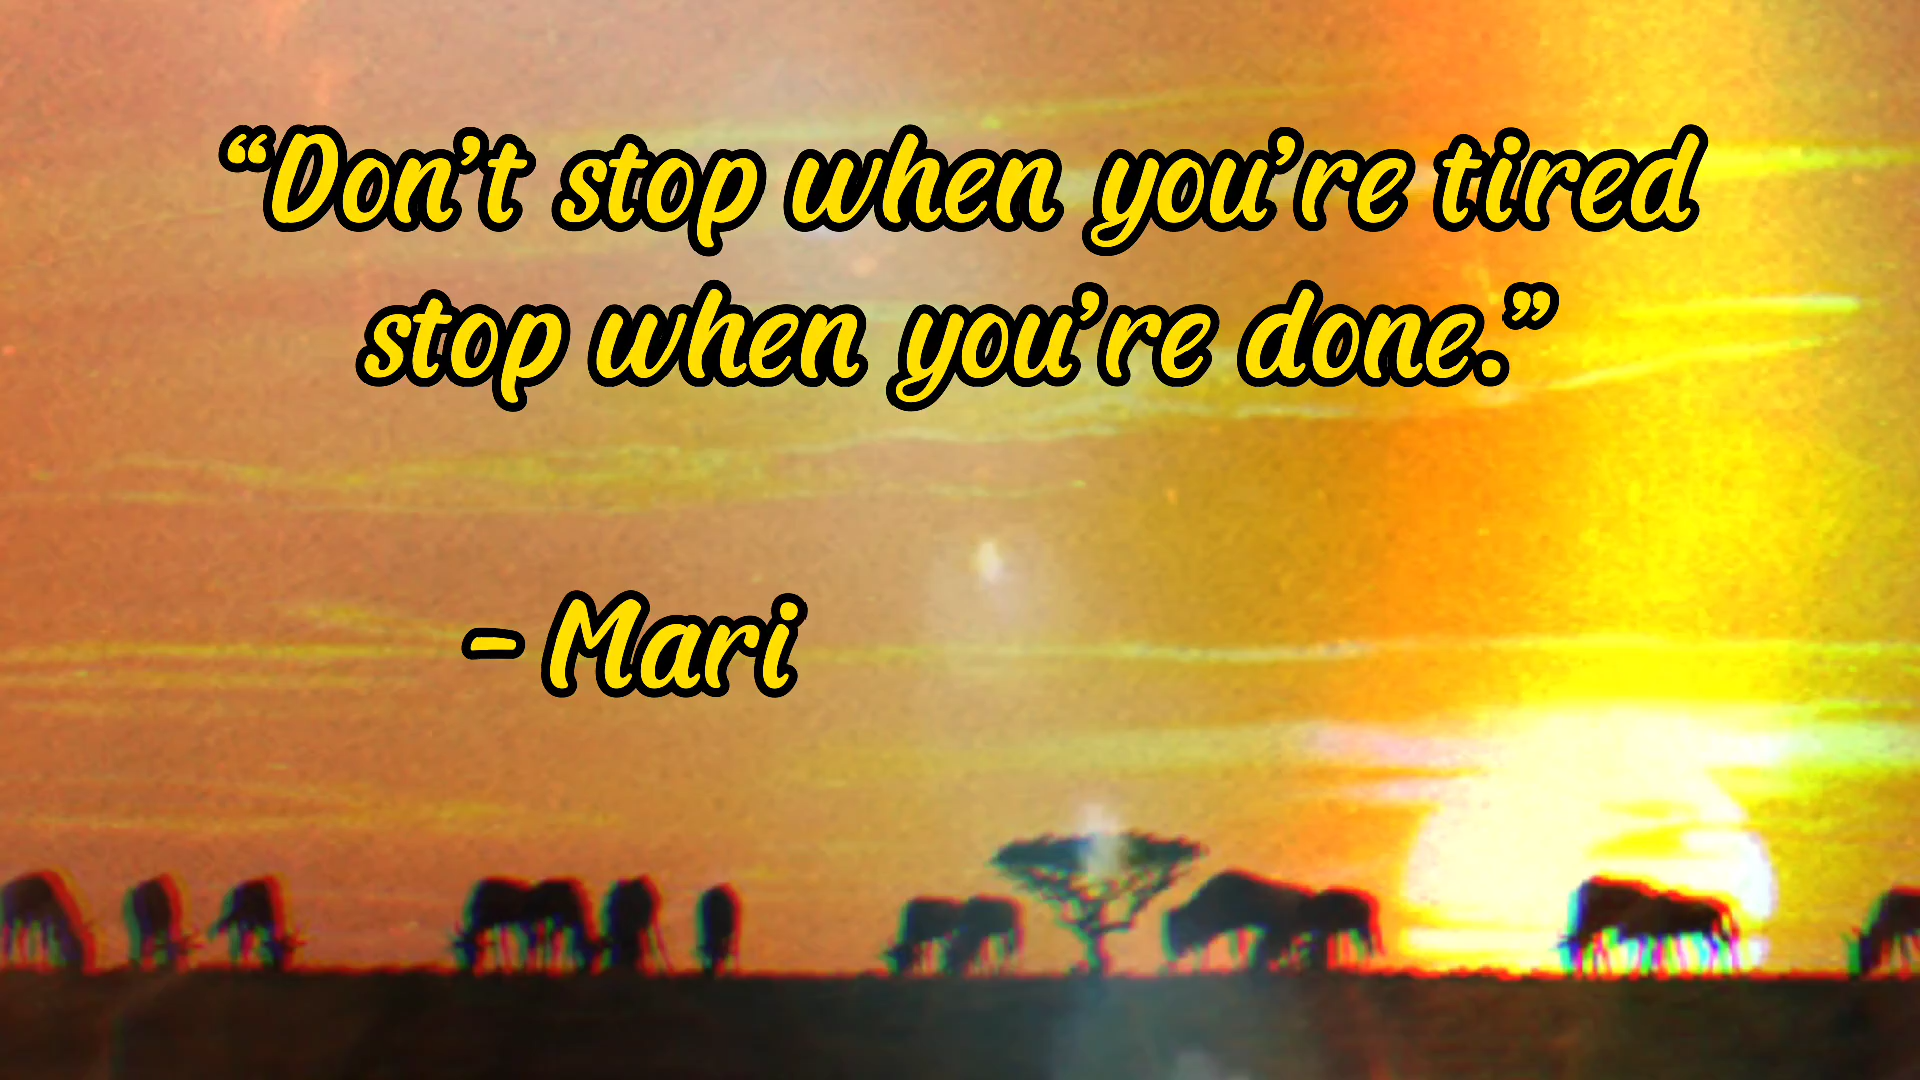 “Don’t stop when you’re tired
stop when you’re done.”
- Mari